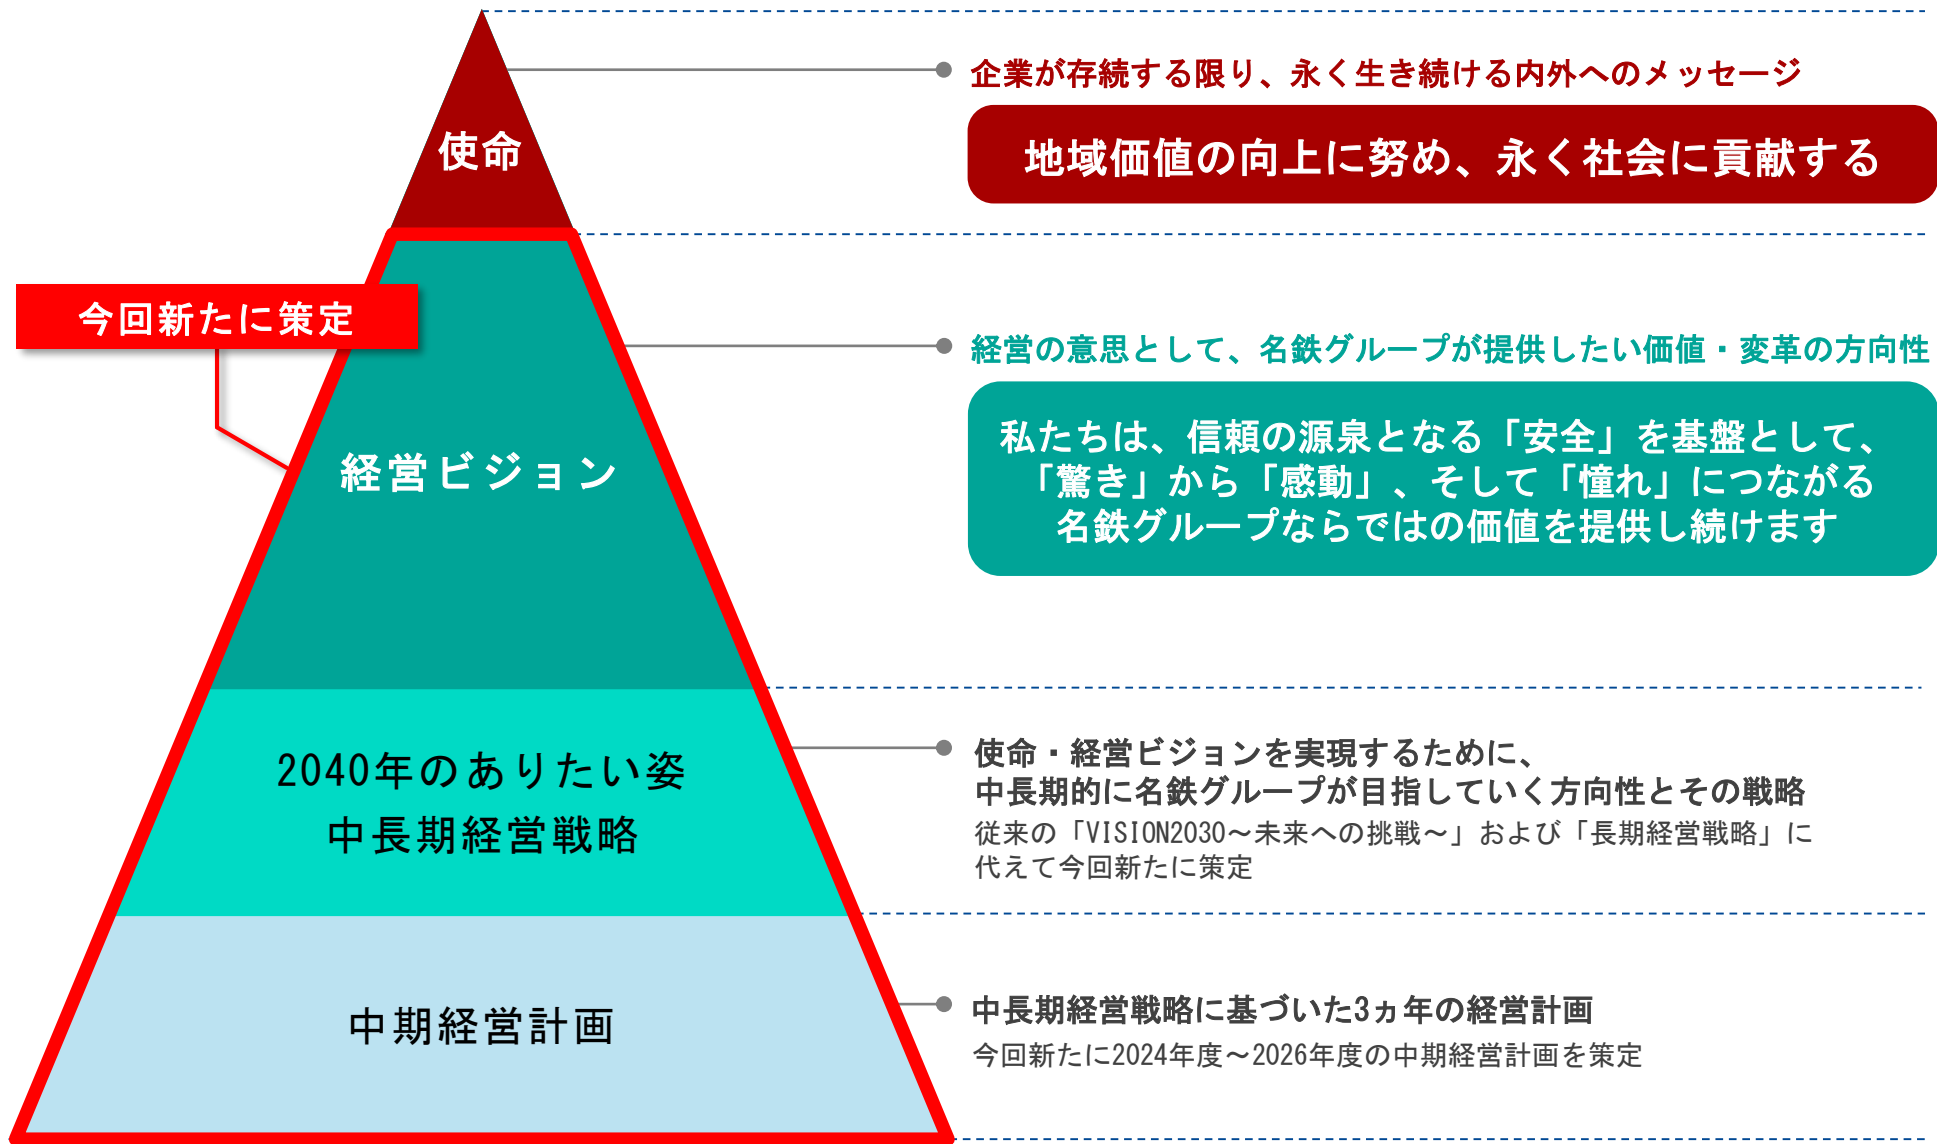 企業が存続する限り、永く生き続ける内外へのメッセージ
使命
地域価値の向上に努め、永く社会に貢献する
今回新たに策定
経営の意思として、名鉄グループが提供したい価値・変革の方向性
経営ビジョン
私たちは、信頼の源泉となる「安全」を基盤として、
「驚き」から「感動」、そして「憧れ」につながる
名鉄グループならではの価値を提供し続けます
2040年のありたい姿
中長期経営戦略
使命・経営ビジョンを実現するために、
中長期的に名鉄グループが目指していく方向性とその戦略
従来の「VISION2030～未来への挑戦～」および「長期経営戦略」に
代えて今回新たに策定
中期経営計画
中長期経営戦略に基づいた3ヵ年の経営計画
今回新たに2024年度～2026年度の中期経営計画を策定